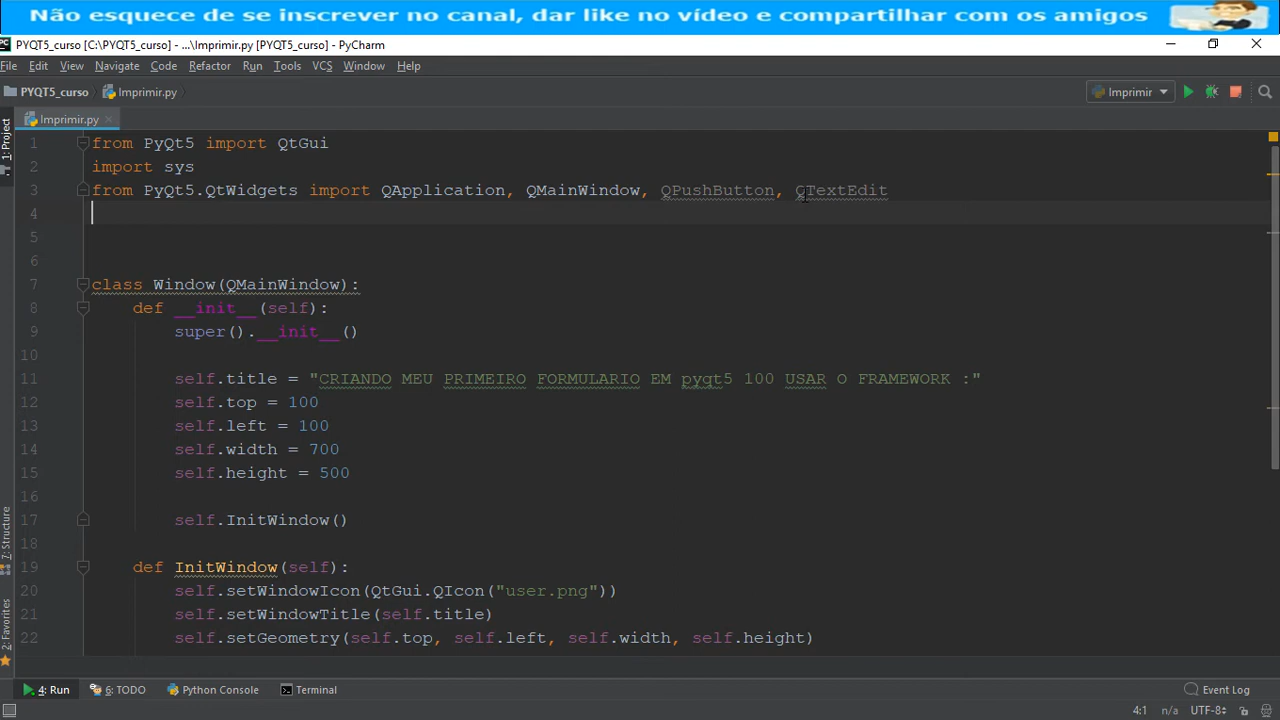 Não esquece de se inscrever no canal, dar like no vídeo e compartilhar com os amigos
PYQT5_curso [C:\PYQT5_curso] - ...\Imprimir.py [PYQT5_curso] - PyCharm
File Edit View Navigate Code Refactor Run Tools VCS Window Help
PYQT5_curso Imprimir.py Imprimir
Imprimir.py
1: Project
7: Structure
2: Favorites
1 from PyQt5 import QtGui
2 import sys
3 from PyQt5.QtWidgets import QApplication, QMainWindow, QPushButton, QTextEdit
4
5
6
7 class Window(QMainWindow):
8 def __init__(self):
9 super().__init__()
10
11 self.title = "CRIANDO MEU PRIMEIRO FORMULARIO EM pyqt5 100 USAR O FRAMEWORK :"
12 self.top = 100
13 self.left = 100
14 self.width = 700
15 self.height = 500
16
17 self.InitWindow()
18
19 def InitWindow(self):
20 self.setWindowIcon(QtGui.QIcon("user.png"))
21 self.setWindowTitle(self.title)
22 self.setGeometry(self.top, self.left, self.width, self.height)
4: Run 6: TODO Python Console Terminal Event Log
4:1 n/a UTF-8